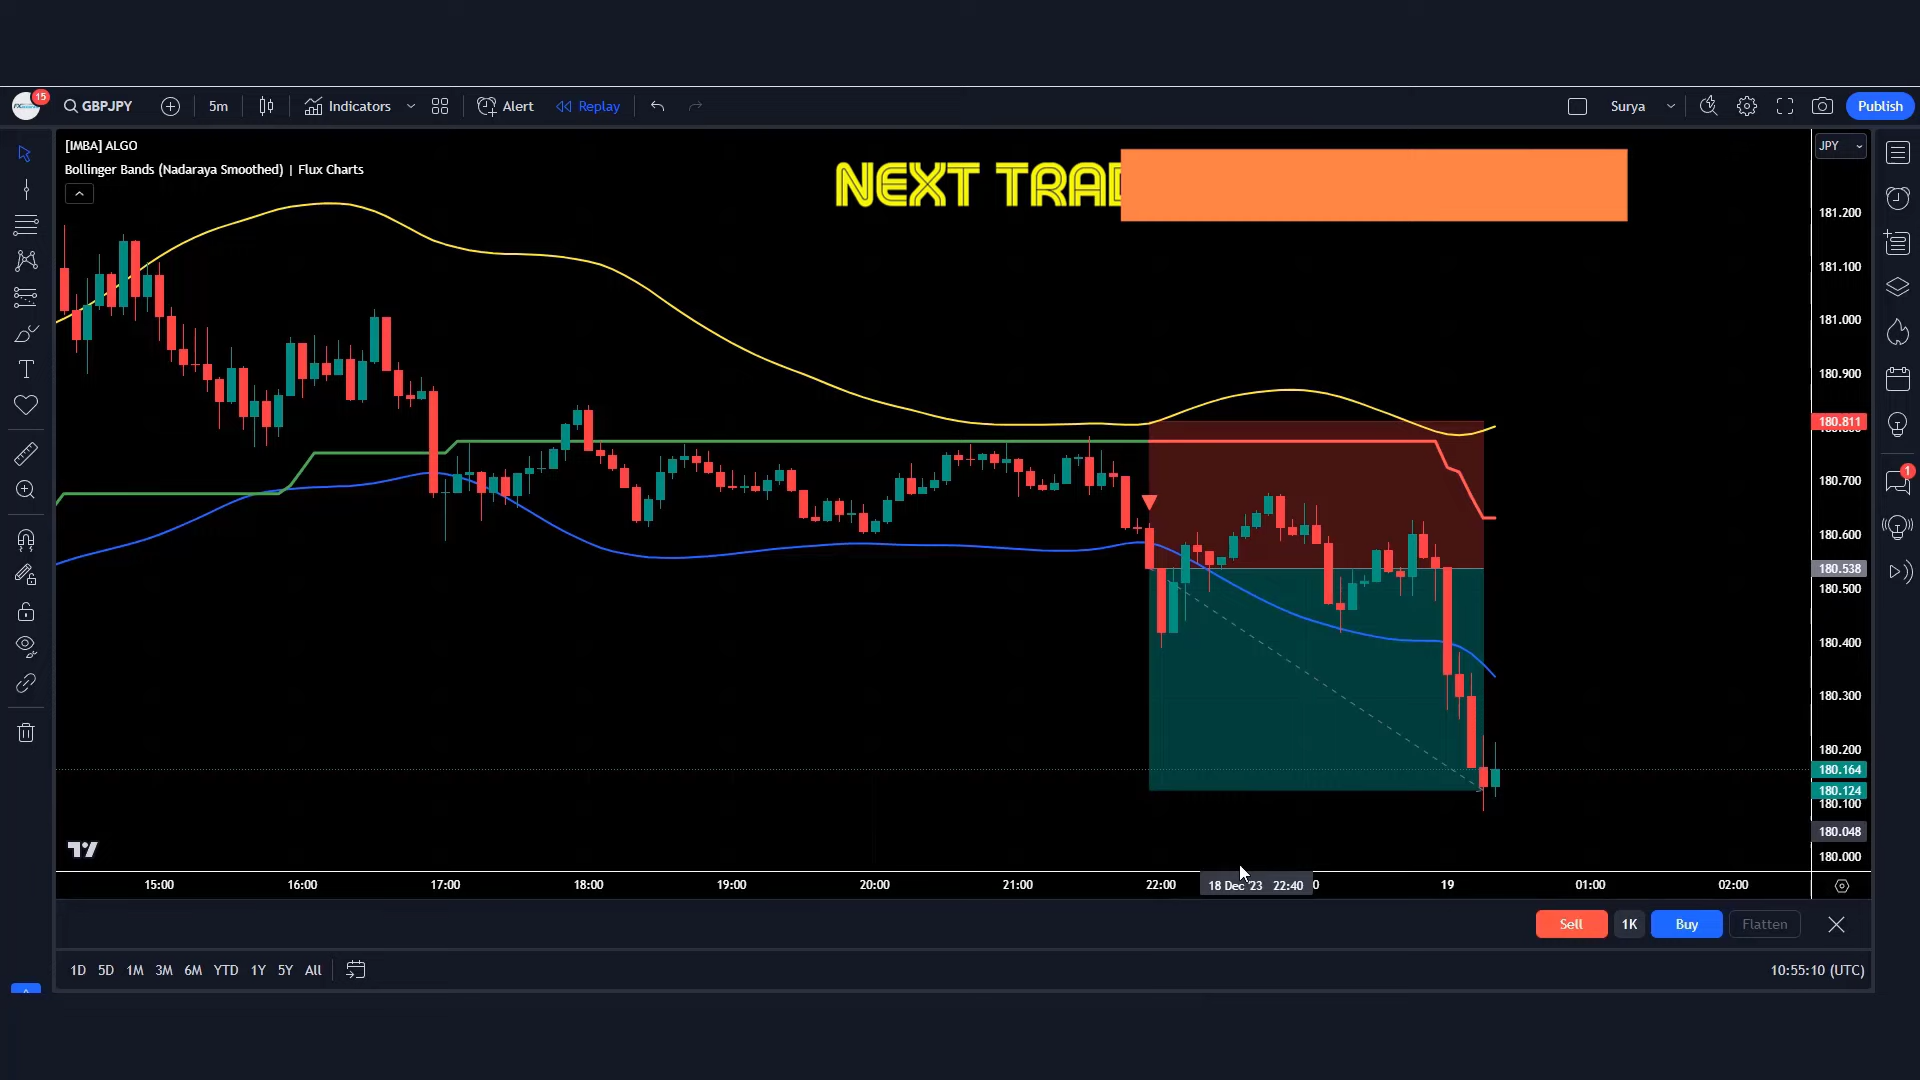 15
GBPJPY
5m
Indicators
Alert
Replay
Surya
Publish
[IMBA] ALGO
Bollinger Bands (Nadaraya Smoothed) | Flux Charts
NEXT TRAD
JPY
181.200
181.100
181.000
180.900
180.811
180.700
180.600
180.538
180.500
180.400
180.300
180.200
180.164
180.124
180.100
180.048
180.000
1
15:00
16:00
17:00
18:00
19:00
20:00
21:00
22:00
18 Dec '23 22:40
0
19
01:00
02:00
Sell
1K
Buy
Flatten
1D
5D
1M
3M
6M
YTD
1Y
5Y
All
10:55:10 (UTC)